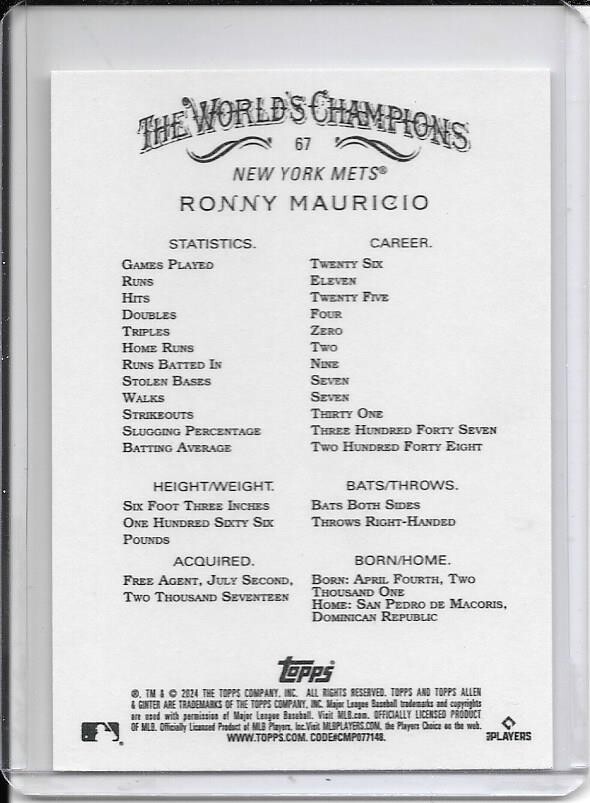 THE WORLD'S CHAMPIONS
67
NEW YORK METS®
RONNY MAURICIO
STATISTICS. CAREER.
GAMES PLAYED TWENTY SIX
RUNS ELEVEN
HITS TWENTY FIVE
DOUBLES FOUR
TRIPLES ZERO
HOME RUNS TWO
RUNS BATTED IN NINE
STOLEN BASES SEVEN
WALKS SEVEN
STRIKEOUTS THIRTY ONE
SLUGGING PERCENTAGE THREE HUNDRED FORTY SEVEN
BATTING AVERAGE TWO HUNDRED FORTY EIGHT
HEIGHT/WEIGHT.
SIX FOOT THREE INCHES
ONE HUNDRED SIXTY SIX
POUNDS
BATS/THROWS.
BATS BOTH SIDES
THROWS RIGHT-HANDED
ACQUIRED.
FREE AGENT, JULY SECOND,
TWO THOUSAND SEVENTEEN
BORN/HOME.
BORN: APRIL FOURTH, TWO
THOUSAND ONE
HOME: SAN PEDRO DE MACORIS,
DOMINICAN REPUBLIC
topps
®, TM & © 2024 THE TOPPS COMPANY, INC. ALL RIGHTS RESERVED. TOPPS AND TOPPS ALLEN
& GINTER ARE TRADEMARKS OF THE TOPPS COMPANY, INC. Major League Baseball trademarks and copyrights
are used with permission of Major League Baseball. Visit MLB.com. OFFICIALLY LICENSED PRODUCT
OF MLB. Officially Licensed Product of MLB Players, Inc. Visit MLBPLAYERS.COM, the Players Choice on the web.
WWW.TOPPS.COM. CODE#CMP077148.
PLAYERS